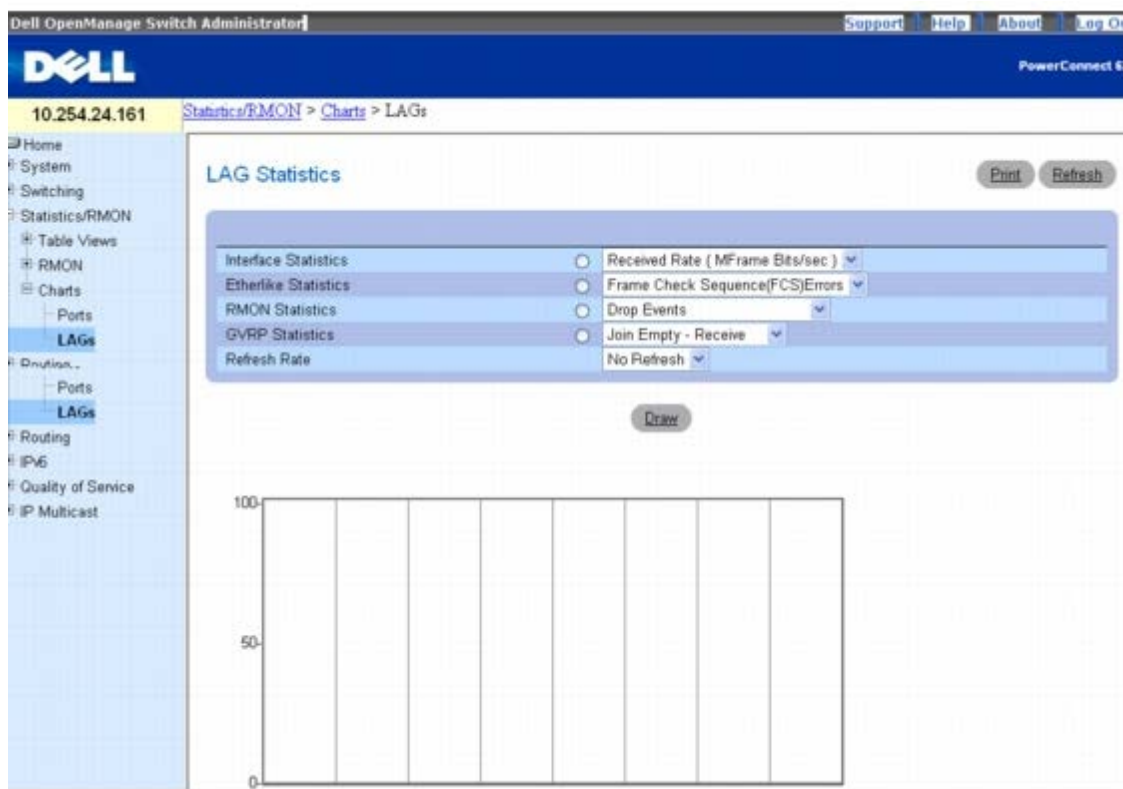 Dell OpenManage Switch Administrator
Support Help About Log O
DELL
PowerConnect 6
10.254.24.161
Statistics/RMON > Charts > LAGs
Home
System
Switching
Statistics/RMON
Table Views
RMON
Charts
Ports
LAGs
Ports
LAGs
Routing
IPv6
Quality of Service
IP Multicast
LAG Statistics
Print Refresh
Interface Statistics Received Rate ( MFrame Bits/sec )
Etherlike Statistics Frame Check Sequence(FCS)Errors
RMON Statistics Drop Events
GVRP Statistics Join Empty - Receive
Refresh Rate No Refresh
Draw
100
50
0